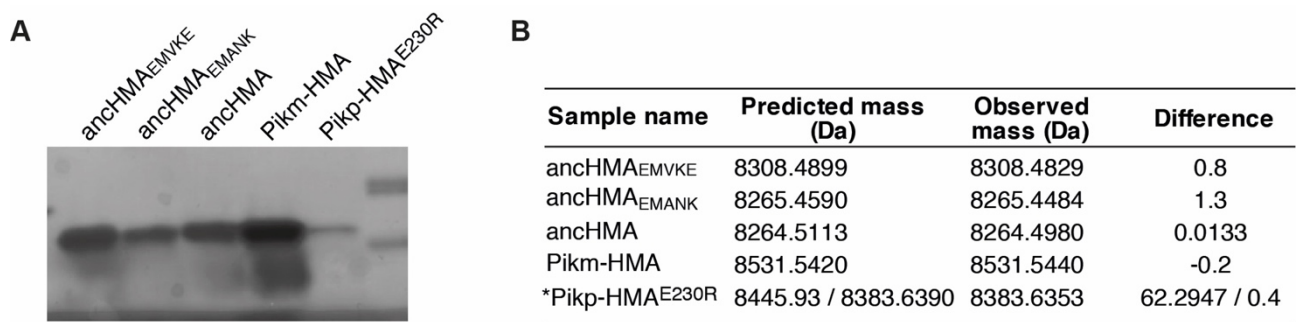 A
ancHMAEMVKE
ancHMAEMANK
ancHMA
Pikm-HMA
Pikp-HMAE230R
B
Sample name Predicted mass (Da) Observed mass (Da) Difference
ancHMAEMVKE 8308.4899 8308.4829 0.8
ancHMAEMANK 8265.4590 8265.4484 1.3
ancHMA 8264.5113 8264.4980 0.0133
Pikm-HMA 8531.5420 8531.5440 -0.2
*Pikp-HMAE230R 8445.93 / 8383.6390 8383.6353 62.2947 / 0.4